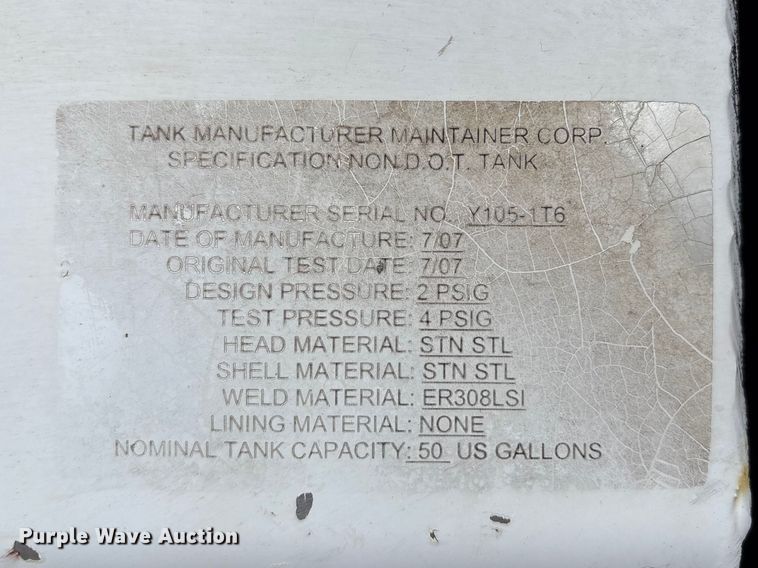 TANK MANUFACTURER MAINTAINER CORP.
SPECIFICATION NON D.O.T. TANK
MANUFACTURER SERIAL NO. Y105-1T6
DATE OF MANUFACTURE: 7/07
ORIGINAL TEST DATE: 7/07
DESIGN PRESSURE: 2 PSIG
TEST PRESSURE: 4 PSIG
HEAD MATERIAL: STN STL
SHELL MATERIAL: STN STL
WELD MATERIAL: ER308LSI
LINING MATERIAL: NONE
NOMINAL TANK CAPACITY: 50 US GALLONS
Purple Wave Auction